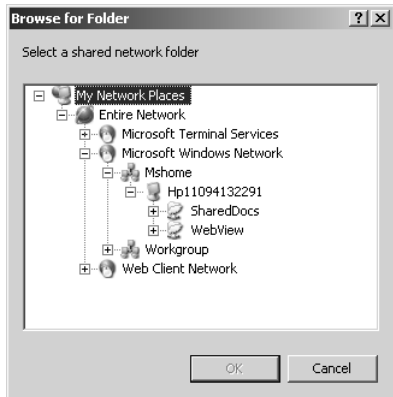 Browse for Folder
Select a shared network folder
My Network Places
Entire Network
Microsoft Terminal Services
Microsoft Windows Network
Mshome
Hp11094132291
SharedDocs
WebView
Workgroup
Web Client Network
OK Cancel